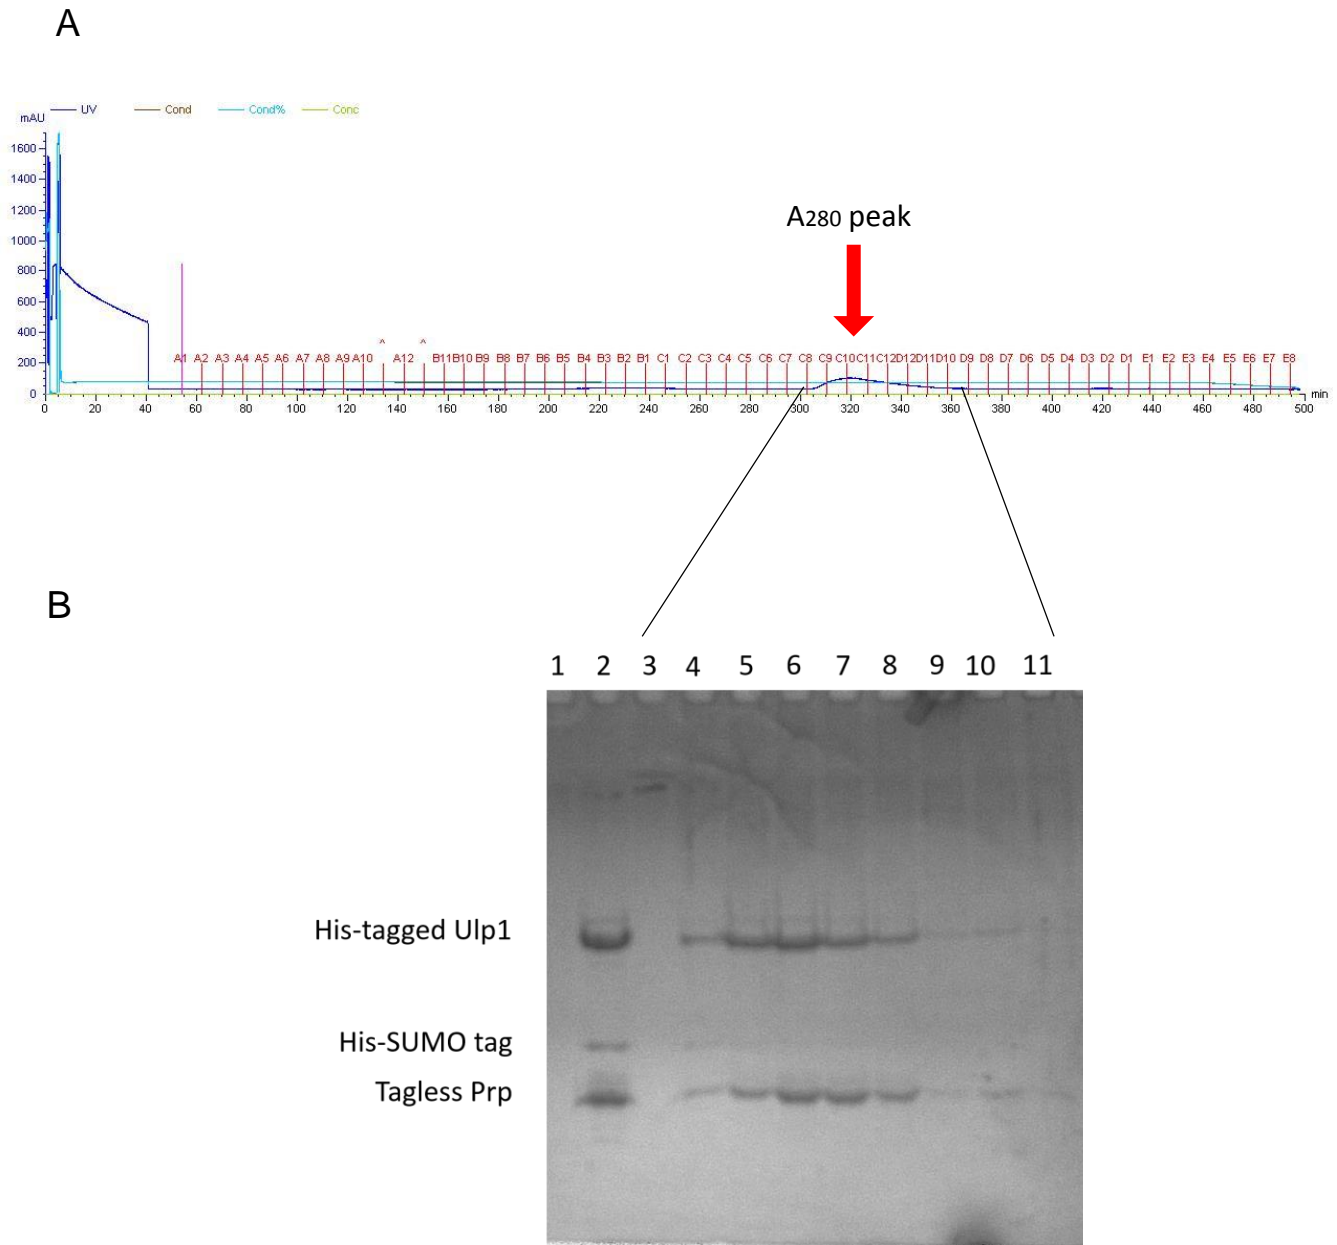 A
UV Cond Cond% Conc
mAU
1600
1400
1200
1000
800
600
400
200
0
A280 peak
^ ^
A1 A2 A3 A4 A5 A6 A7 A8 A9 A10 A12 B11 B10 B9 B8 B7 B6 B5 B4 B3 B2 B1 C1 C2 C3 C4 C5 C6 C7 C8 C9 C10 C11 C12 D12 D11 D10 D9 D8 D7 D6 D5 D4 D3 D2 D1 E1 E2 E3 E4 E5 E6 E7 E8
0 20 40 60 80 100 120 140 160 180 200 220 240 260 280 300 320 340 360 380 400 420 440 460 480 500 min
B
1 2 3 4 5 6 7 8 9 10 11
His-tagged Ulp1
His-SUMO tag
Tagless Prp